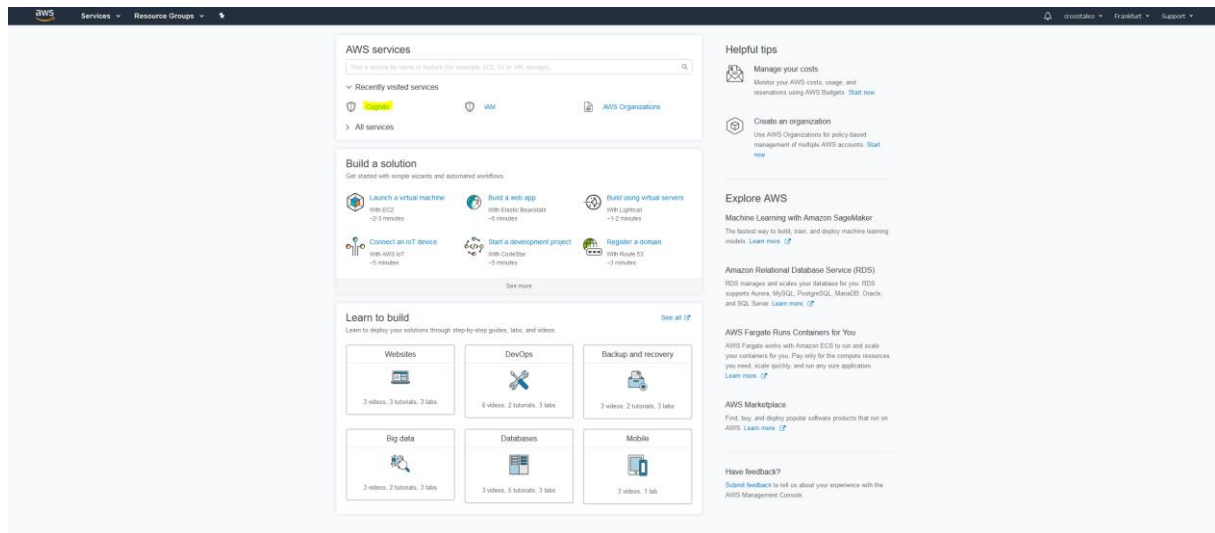 aws
Services
Resource Groups
crosstales
Frankfurt
Support
AWS services
Find a service by name or feature (for example, EC2, S3 or VM, storage).
Recently visited services
Cognito
IAM
AWS Organizations
All services
Build a solution
Get started with simple wizards and automated workflows.
Launch a virtual machine
With EC2
~2-3 minutes
Build a web app
With Elastic Beanstalk
~6 minutes
Build using virtual servers
With Lightsail
~1-2 minutes
Connect an IoT device
With AWS IoT
~5 minutes
Start a development project
With CodeStar
~5 minutes
Register a domain
With Route 53
~3 minutes
See more
Learn to build
See all
Learn to deploy your solutions through step-by-step guides, labs, and videos.
Websites
3 videos, 3 tutorials, 3 labs
DevOps
6 videos, 2 tutorials, 3 labs
Backup and recovery
3 videos, 2 tutorials, 3 labs
Big data
3 videos, 2 tutorials, 3 labs
Databases
3 videos, 5 tutorials, 3 labs
Mobile
3 videos, 1 lab
Helpful tips
Manage your costs
Monitor your AWS costs, usage, and
reservations using AWS Budgets. Start now
Create an organization
Use AWS Organizations for policy-based
management of multiple AWS accounts. Start
now
Explore AWS
Machine Learning with Amazon SageMaker
The fastest way to build, train, and deploy machine learning
models. Learn more.
Amazon Relational Database Service (RDS)
RDS manages and scales your database for you. RDS
supports Aurora, MySQL, PostgreSQL, MariaDB, Oracle,
and SQL Server. Learn more.
AWS Fargate Runs Containers for You
AWS Fargate works with Amazon ECS to run and scale
your containers for you. Pay only for the compute resources
you need, scale quickly, and run any size application.
Learn more.
AWS Marketplace
Find, buy, and deploy popular software products that run on
AWS. Learn more.
Have feedback?
Submit feedback to tell us about your experience with the
AWS Management Console.